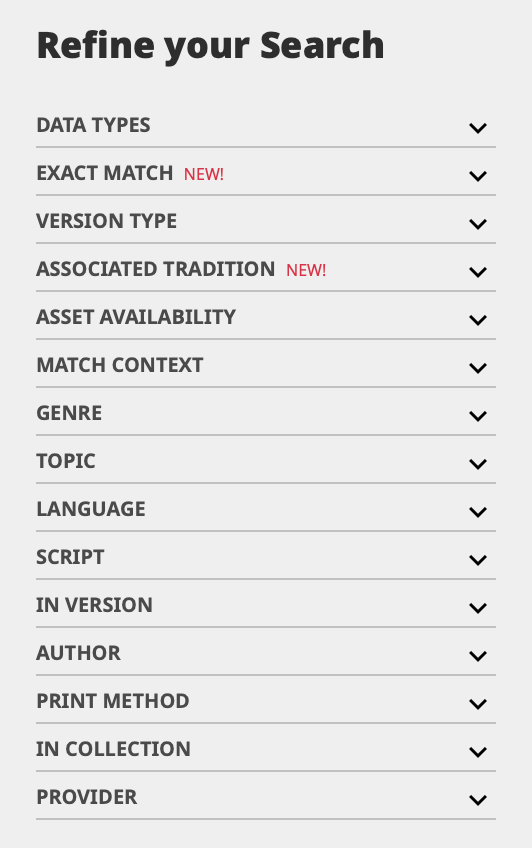 Refine your Search
DATA TYPES
EXACT MATCH NEW!
VERSION TYPE
ASSOCIATED TRADITION NEW!
ASSET AVAILABILITY
MATCH CONTEXT
GENRE
TOPIC
LANGUAGE
SCRIPT
IN VERSION
AUTHOR
PRINT METHOD
IN COLLECTION
PROVIDER